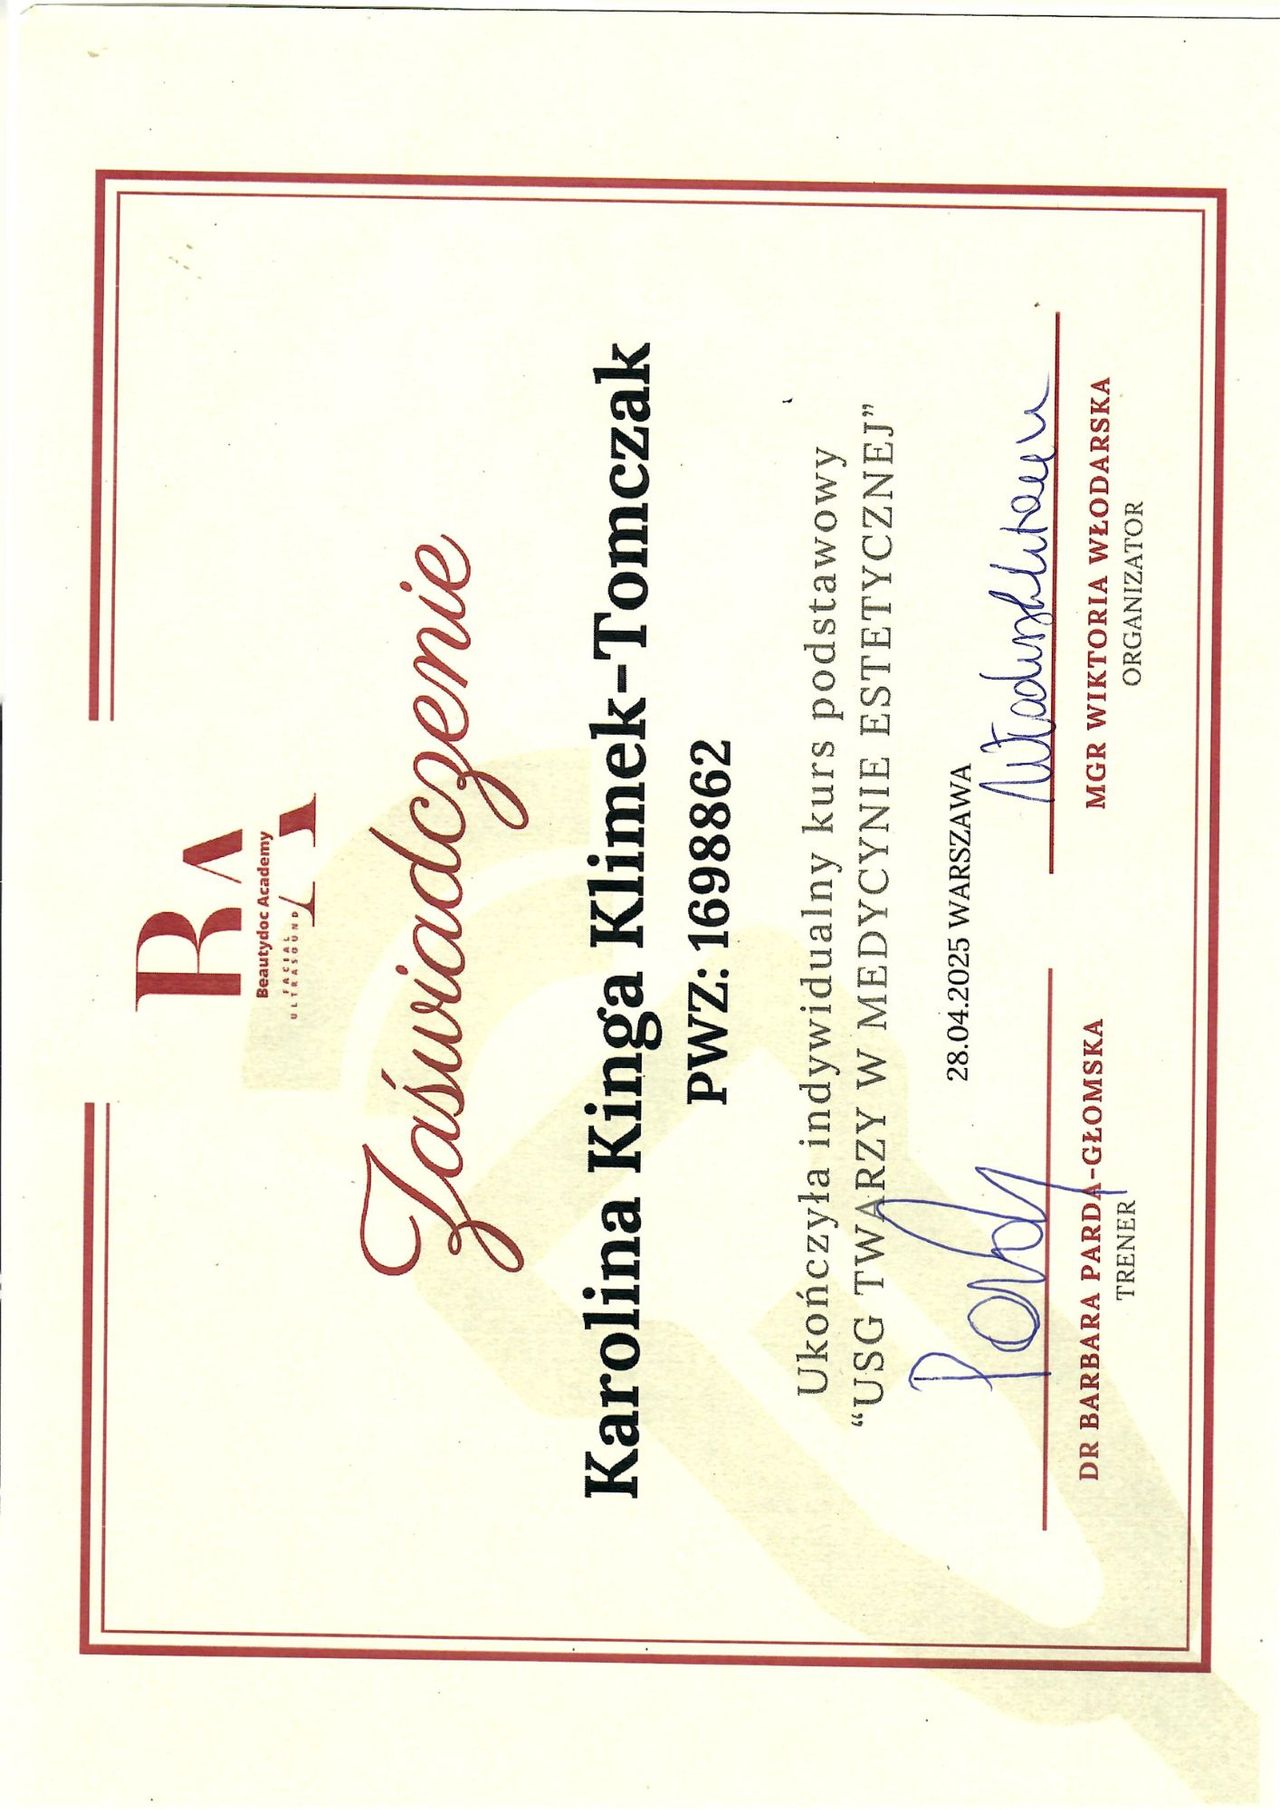 BA
Beautydoc Academy
FACIAL
ULTRASOUND
Zaświadczenie
Karolina Kinga Klimek-Tomczak
PWZ: 1698862
Ukończyła indywidualny kurs podstawowy
“USG TWARZY W MEDYCYNIE ESTETYCZNEJ”
28.04.2025 WARSZAWA
DR BARBARA PARDA-GŁOMSKA
TRENER
MGR WIKTORIA WŁODARSKA
ORGANIZATOR